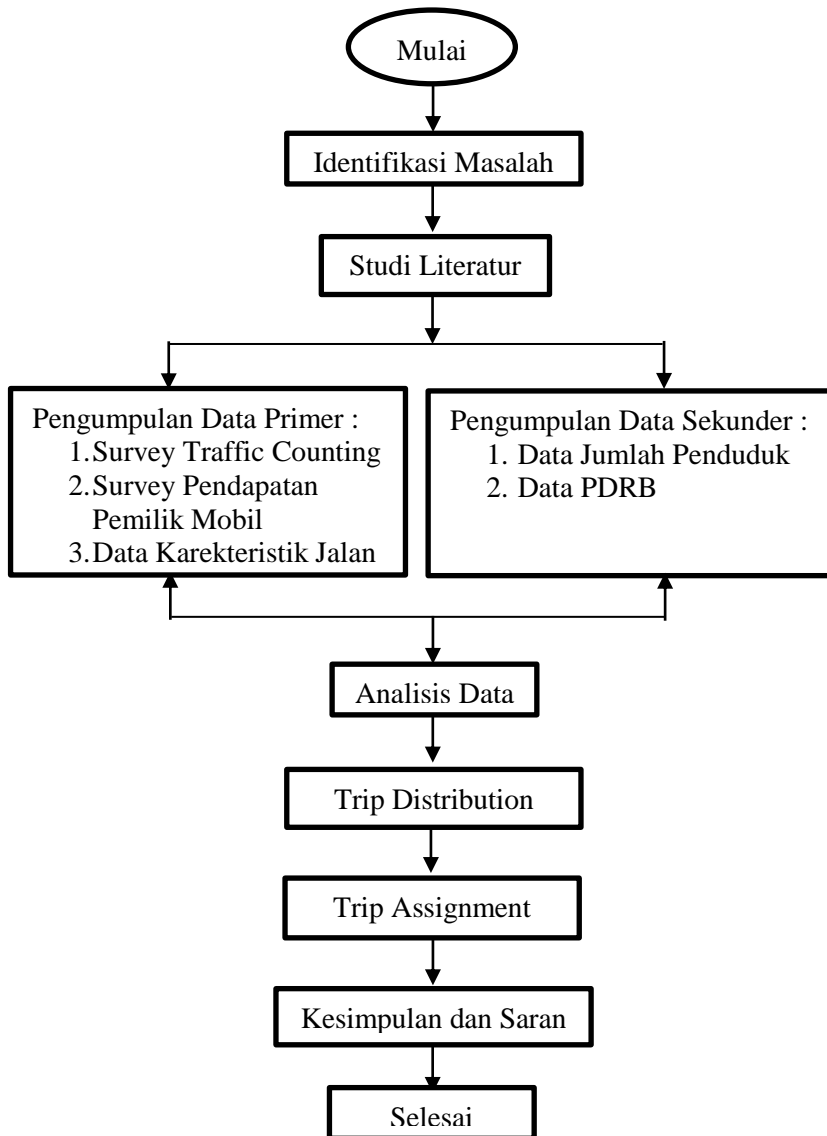 Mulai
Identifikasi Masalah
Studi Literatur
Pengumpulan Data Primer :
1.Survey Traffic Counting
2.Survey Pendapatan
Pemilik Mobil
3.Data Karekteristik Jalan
Pengumpulan Data Sekunder :
1. Data Jumlah Penduduk
2. Data PDRB
Analisis Data
Trip Distribution
Trip Assignment
Kesimpulan dan Saran
Selesai